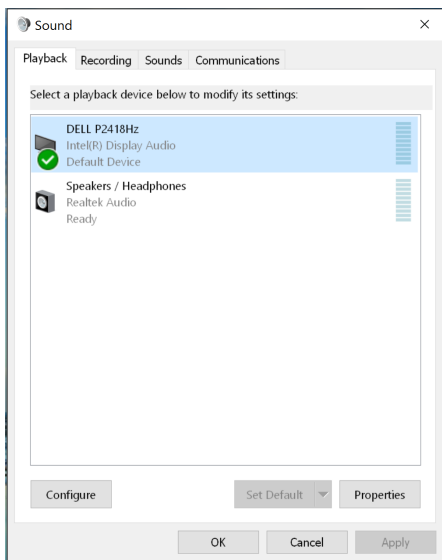 Sound
Playback Recording Sounds Communications
Select a playback device below to modify its settings:
DELL P2418Hz
Intel(R) Display Audio
Default Device
Speakers / Headphones
Realtek Audio
Ready
Configure Set Default Properties
OK Cancel Apply